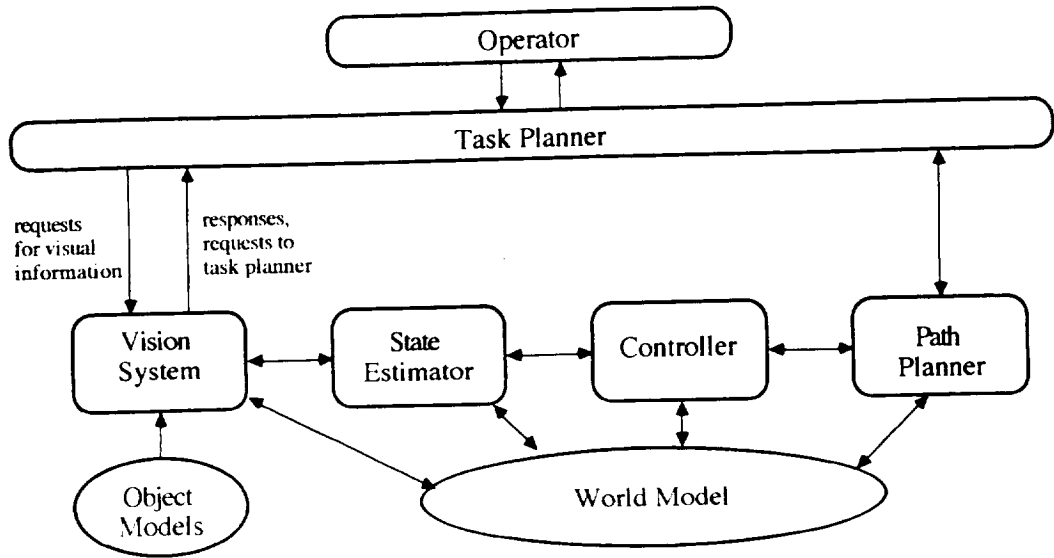 Operator
Task Planner
requests
for visual
information
responses,
requests to
task planner
Vision
System
State
Estimator
Controller
Path
Planner
Object
Models
World Model